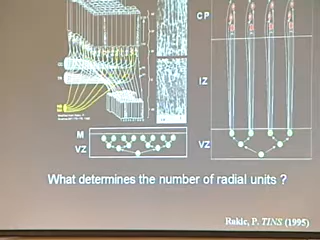 CP
IZ
M
VZ
VZ
What determines the number of radial units ?
Rakic, P. TINS (1995)